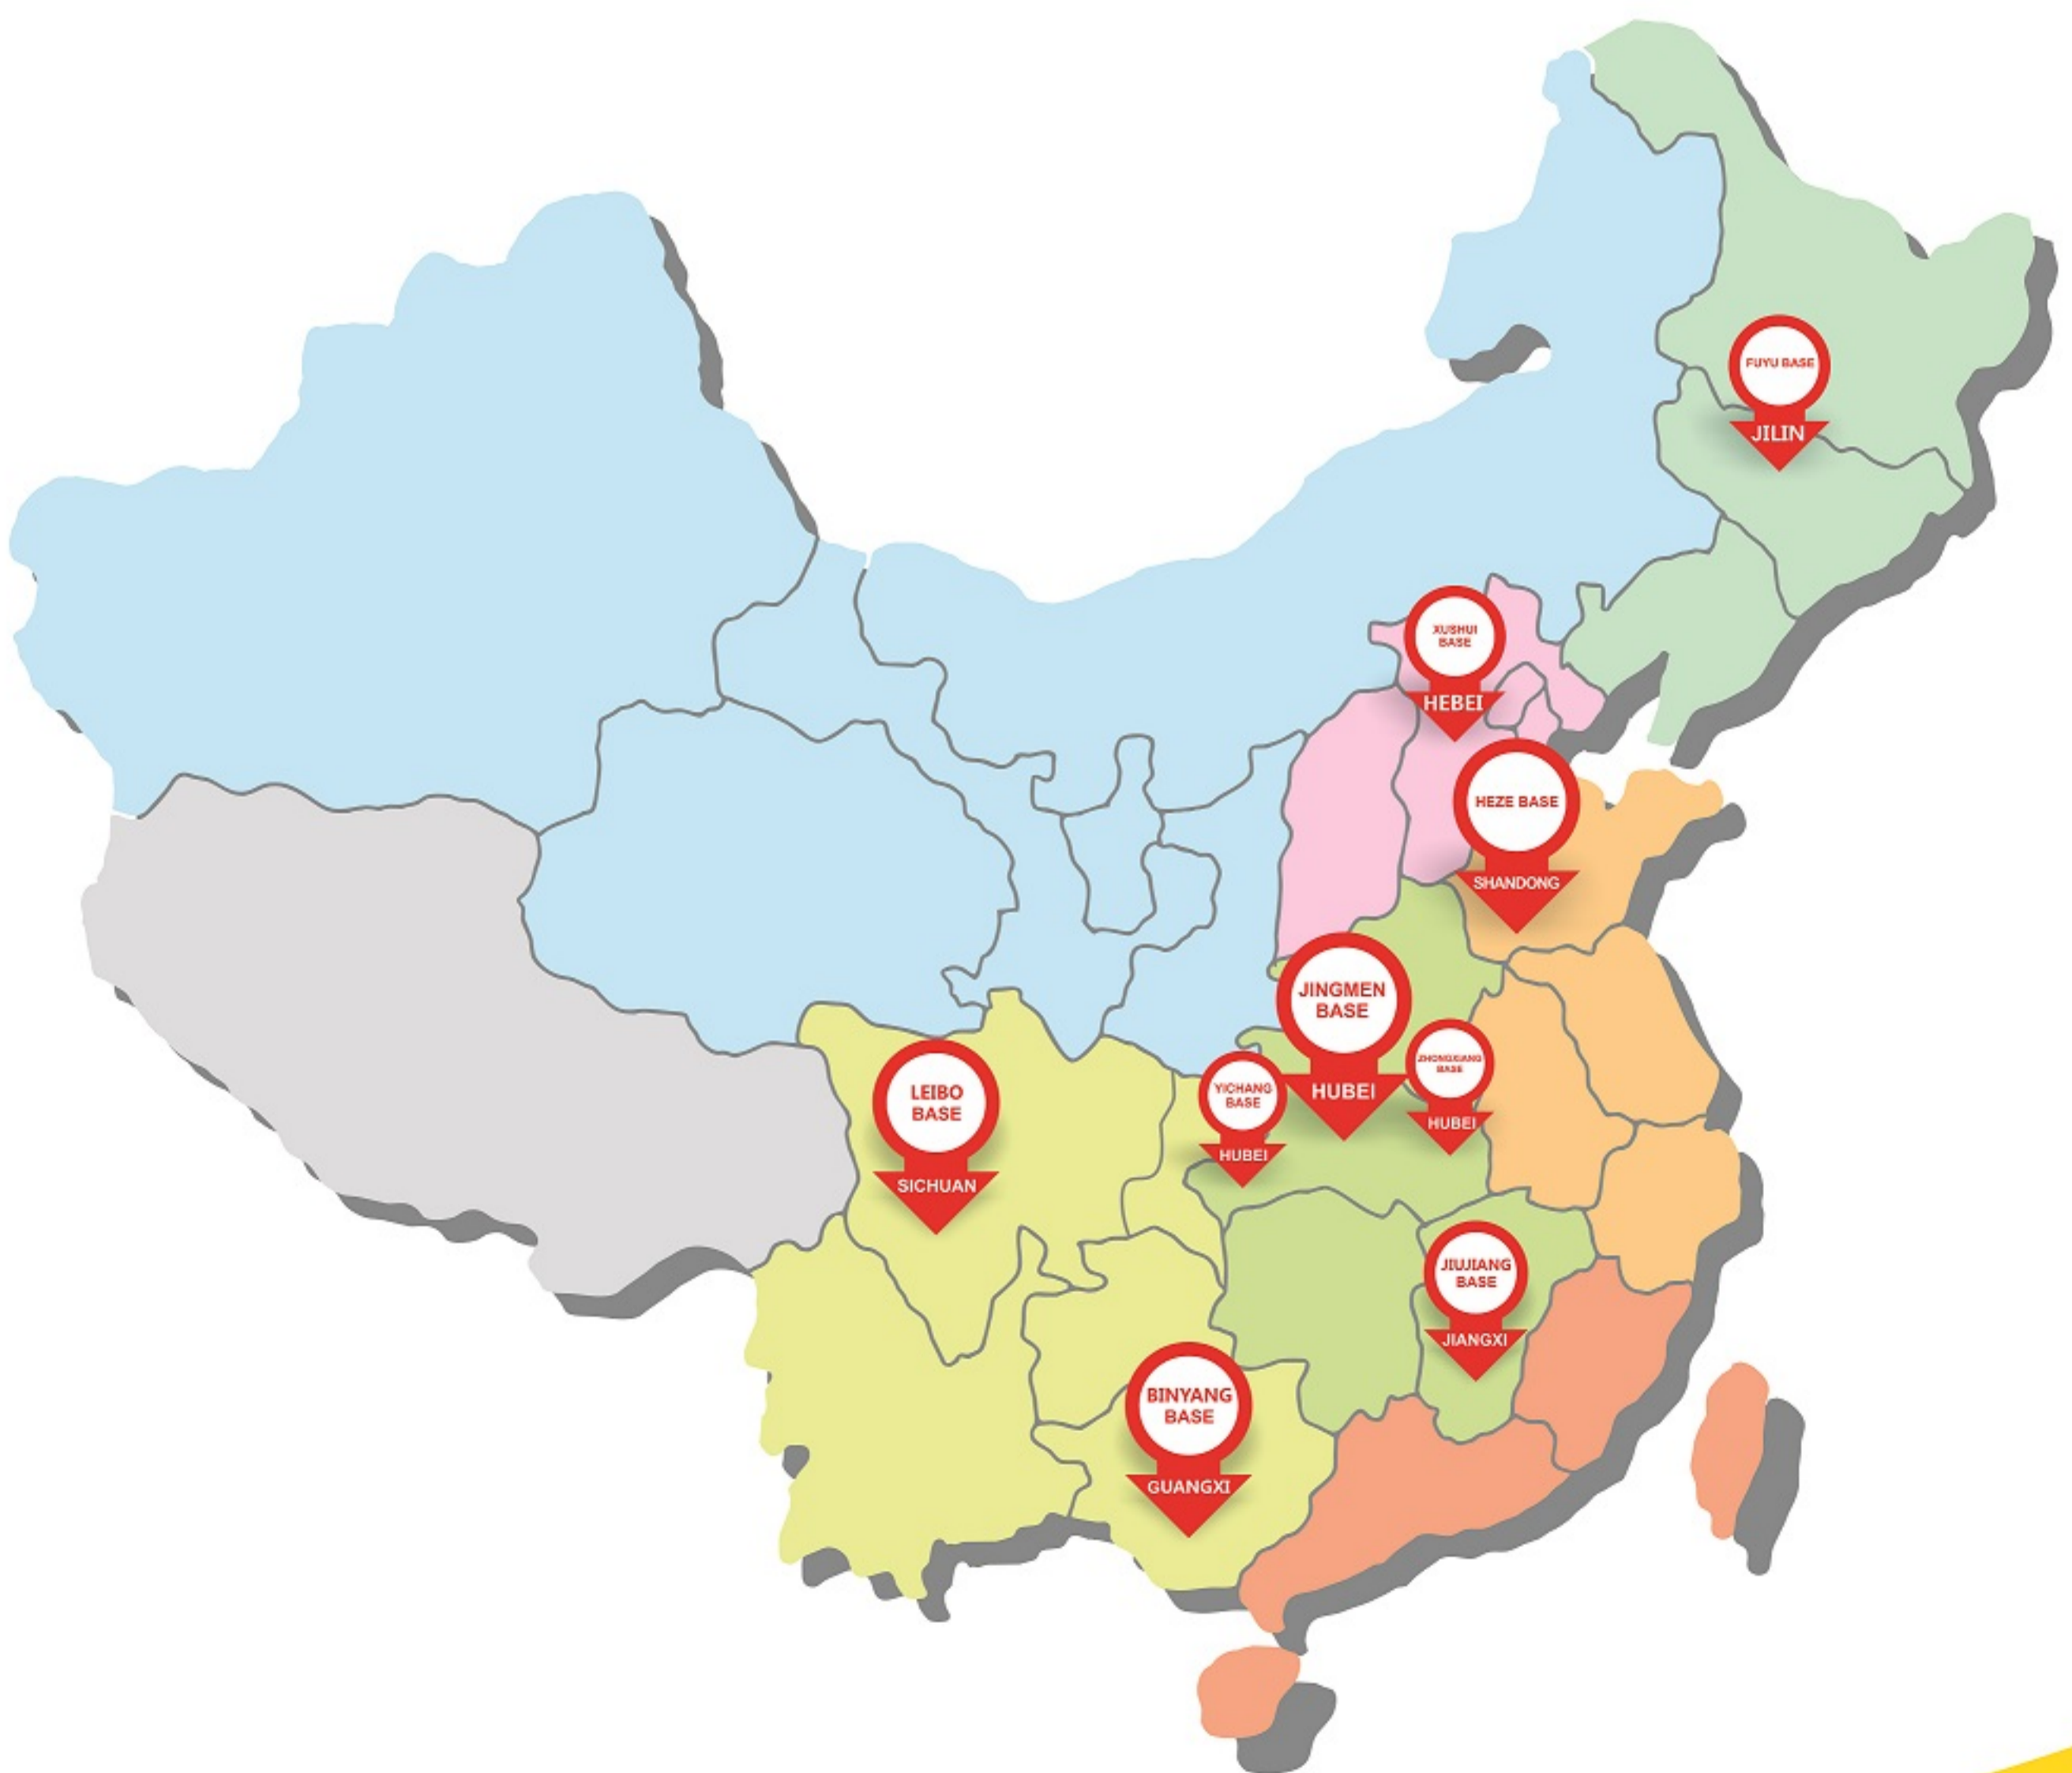 FUYU BASE
JILIN
XUSHUI
BASE
HEBEI
HEZE BASE
SHANDONG
JINGMEN
BASE
HUBEI
ZHONGXIANG
BASE
HUBEI
YICHANG
BASE
HUBEI
LEIBO
BASE
SICHUAN
JIUJIANG
BASE
JIANGXI
BINYANG
BASE
GUANGXI